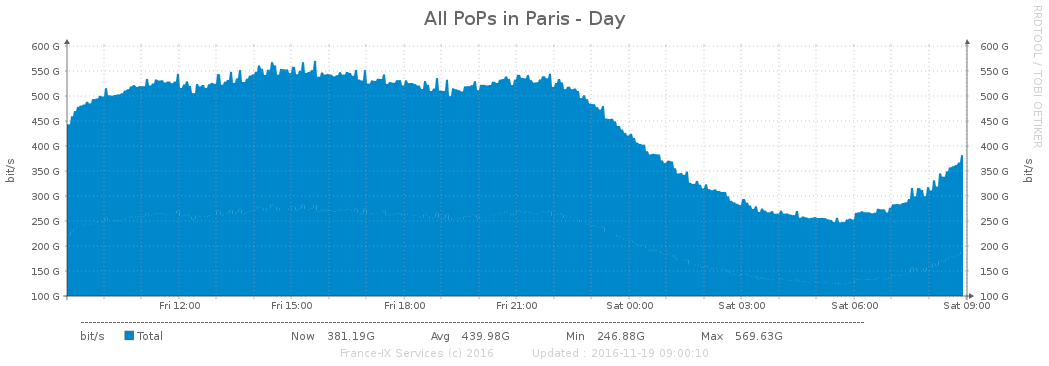 All PoPs in Paris - Day
RRDTOOL / TOBI OETIKER
600 G 600 G
550 G 550 G
500 G 500 G
450 G 450 G
400 G 400 G
350 G 350 G
300 G 300 G
250 G 250 G
200 G 200 G
150 G 150 G
100 G 100 G
bit/s bit/s
Fri 12:00 Fri 15:00 Fri 18:00 Fri 21:00 Sat 00:00 Sat 03:00 Sat 06:00 Sat 09:00
bit/s Total Now 381.19G Avg 439.98G Min 246.88G Max 569.63G
France-IX Services (c) 2016 Updated : 2016-11-19 09:00:10